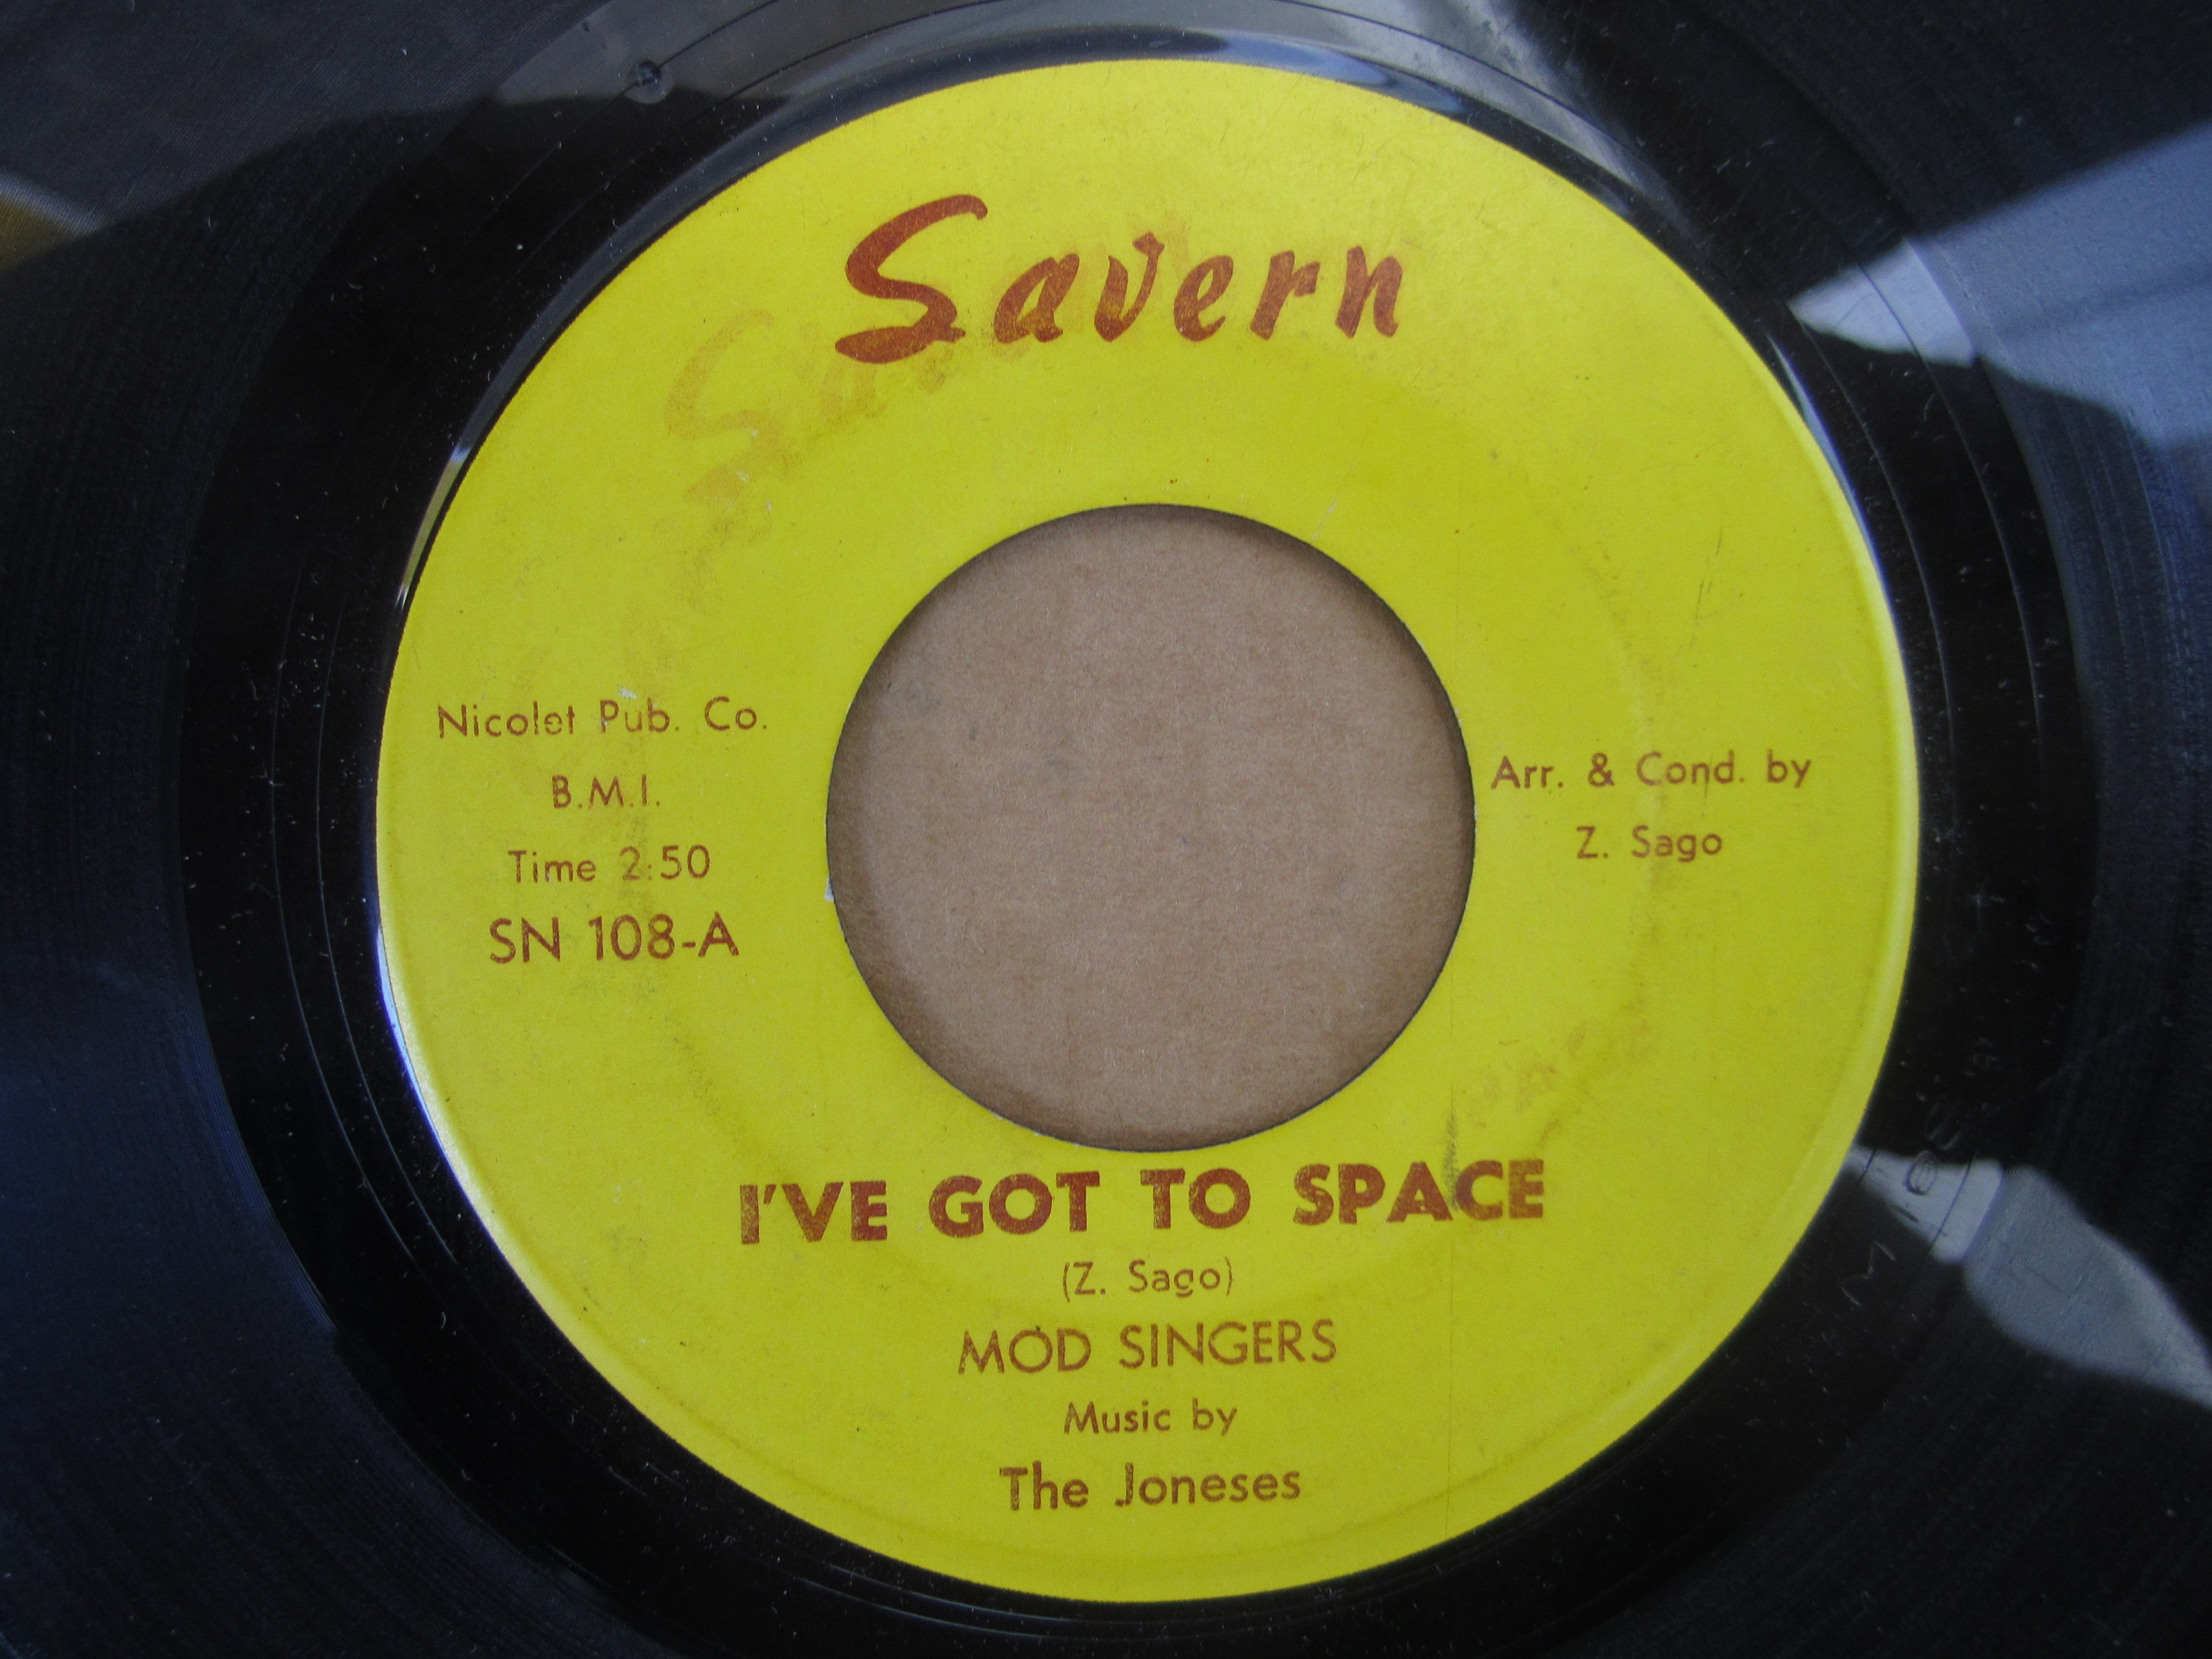 Savern
Nicolet Pub. Co.
B.M.I.
Time 2:50
SN 108-A
Arr. & Cond. by
Z. Sago
I'VE GOT TO SPACE
(Z. Sago)
MOD SINGERS
Music by
The Joneses